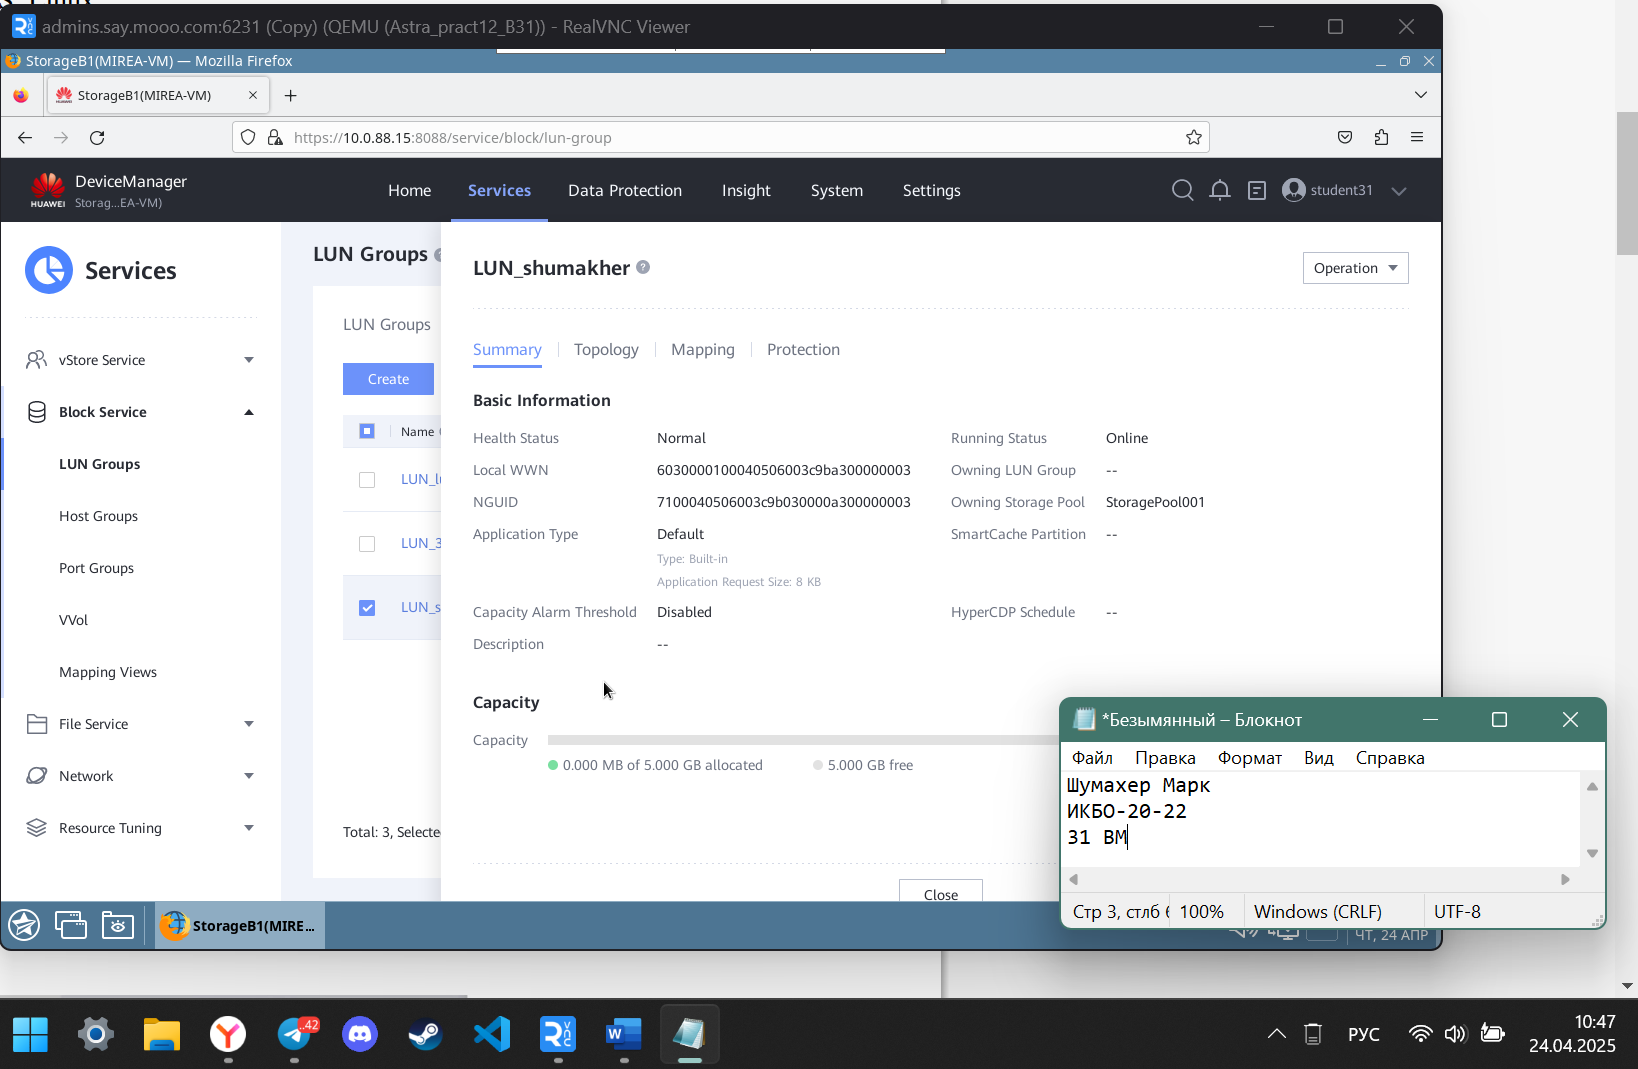 admins.say.mooo.com:6231 (Copy) (QEMU (Astra_pract12_B31)) - RealVNC Viewer
StorageB1(MIREA-VM) — Mozilla Firefox
StorageB1(MIREA-VM)
https://10.0.88.15:8088/service/block/lun-group
HUAWEI
DeviceManager
Storag...EA-VM)
Home
Services
Data Protection
Insight
System
Settings
student31
Services
vStore Service
Block Service
LUN Groups
Host Groups
Port Groups
VVol
Mapping Views
File Service
Network
Resource Tuning
LUN Groups
LUN Groups
Create
Name
LUN_3
LUN_s
Total: 3,
LUN_shumakher
Operation
Summary
Topology
Mapping
Protection
Basic Information
Health Status Normal Running Status Online
Local WWN 6030000100040506003c9ba300000003 Owning LUN Group --
NGUID 7100040506003c9b030000a300000003 Owning Storage Pool StoragePool001
Application Type Default SmartCache Partition --
Type: Built-in
Application Request Size: 8 KB
Capacity Alarm Threshold Disabled HyperCDP Schedule --
Description --
Capacity
Capacity
0.000 MB of 5.000 GB allocated 5.000 GB free
Close
StorageB1(MIRE...
ЧТ, 24 АПР
*Безымянный – Блокнот
Файл Правка Формат Вид Справка
Шумахер Марк
ИКБО-20-22
31 ВМ
Стр 3, стлб 100% Windows (CRLF) UTF-8
..42
РУС
10:47
24.04.2025